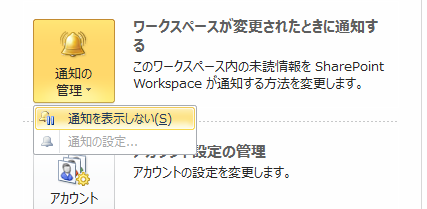 ワークスペースが変更されたときに通知す
る
このワークスペース内の未読情報を SharePoint
Workspace が通知する方法を変更します。
通知の
管理
通知を表示しない(S)
通知の設定...
アカウント設定の管理
アカウントの設定を変更します。
アカウント